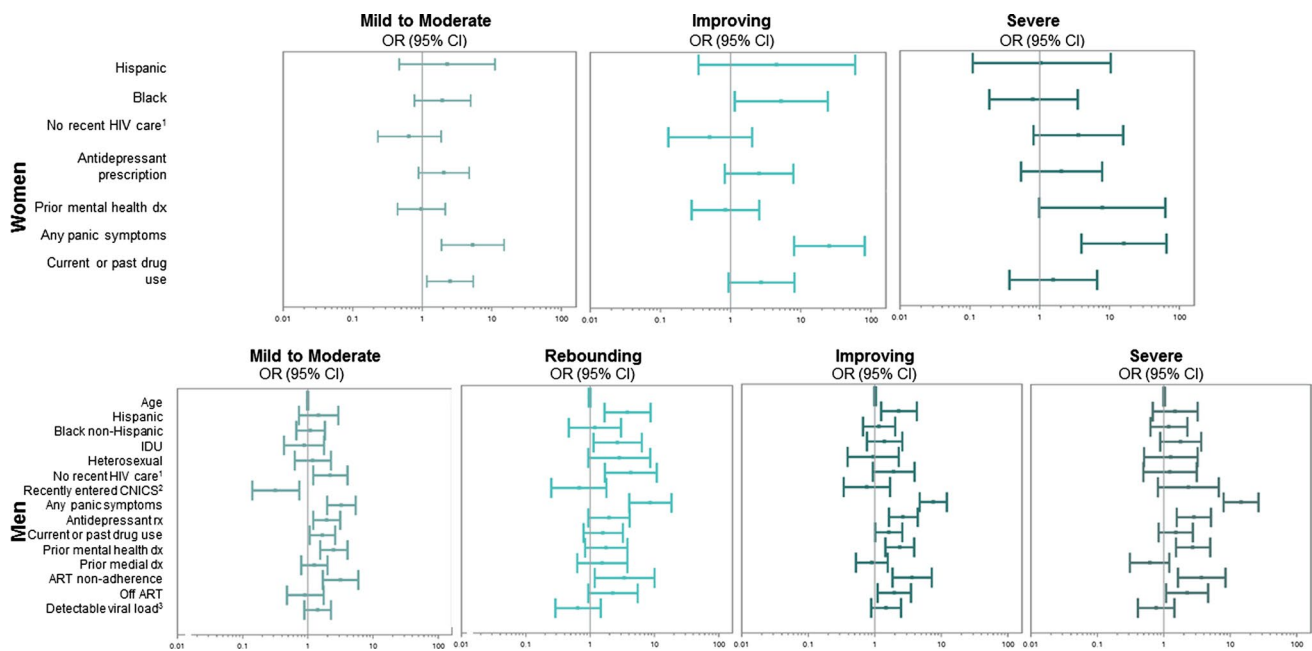 Mild to Moderate
OR (95% CI)
Improving
OR (95% CI)
Severe
OR (95% CI)
Women
Hispanic
Black
No recent HIV care¹
Antidepressant
prescription
Prior mental health dx
Any panic symptoms
Current or past drug
use
0.01 0.1 1 10 100
0.01 0.1 1 10 100
0.01 0.1 1 10 100
Mild to Moderate
OR (95% CI)
Rebounding
OR (95% CI)
Improving
OR (95% CI)
Severe
OR (95% CI)
Men
Age
Hispanic
Black non-Hispanic
IDU
Heterosexual
No recent HIV care¹
Recently entered CNICS²
Any panic symptoms
Antidepressant rx
Current or past drug use
Prior mental health dx
Prior medial dx
ART non-adherence
Off ART
Detectable viral load³
0.01 0.1 1 10 100
0.01 0.1 1 10 100
0.01 0.1 1 10 100
0.01 0.1 1 10 100